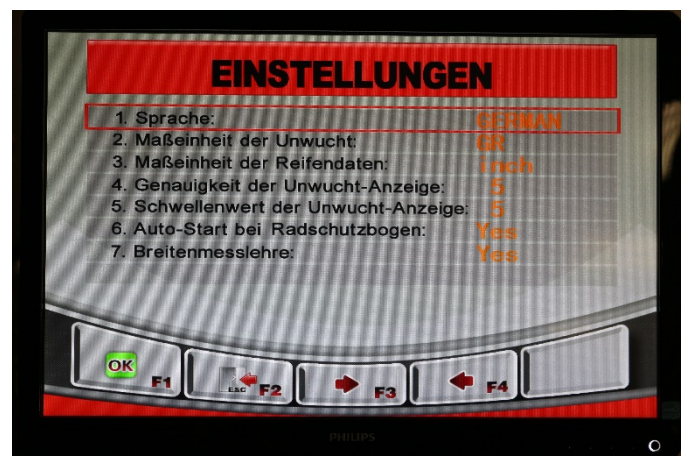 EINSTELLUNGEN
1. Sprache: GERMAN
2. Maßeinheit der Unwucht: GR
3. Maßeinheit der Reifendaten: inch
4. Genauigkeit der Unwucht-Anzeige: 5
5. Schwellenwert der Unwucht-Anzeige: 5
6. Auto-Start bei Radschutzbogen: Yes
7. Breitenmesslehre: Yes
OK F1 ESC F2 F3 F4
PHILIPS